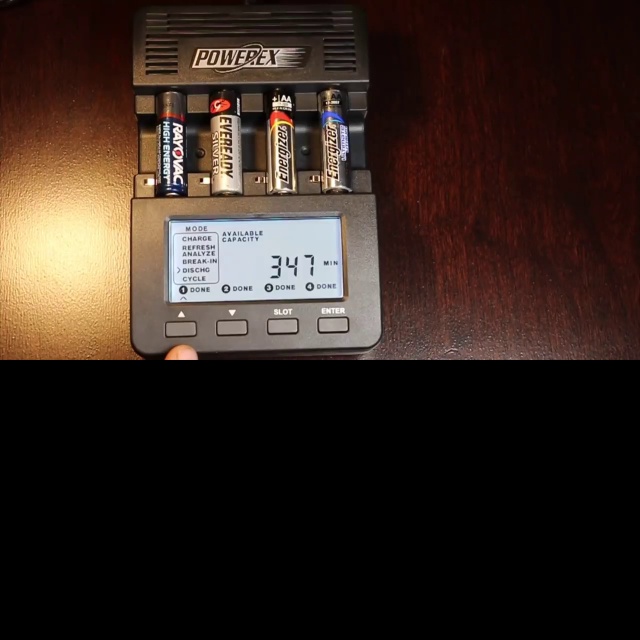 POWEREX
RAYOVAC
HIGH ENERGY
EVEREADY
SILVER
AA
Energizer
Energizer
MODE
CHARGE
REFRESH
ANALYZE
BREAK-IN
DISCHG
CYCLE
AVAILABLE
CAPACITY
347 MIN
1 DONE 2 DONE 3 DONE 4 DONE
SLOT ENTER